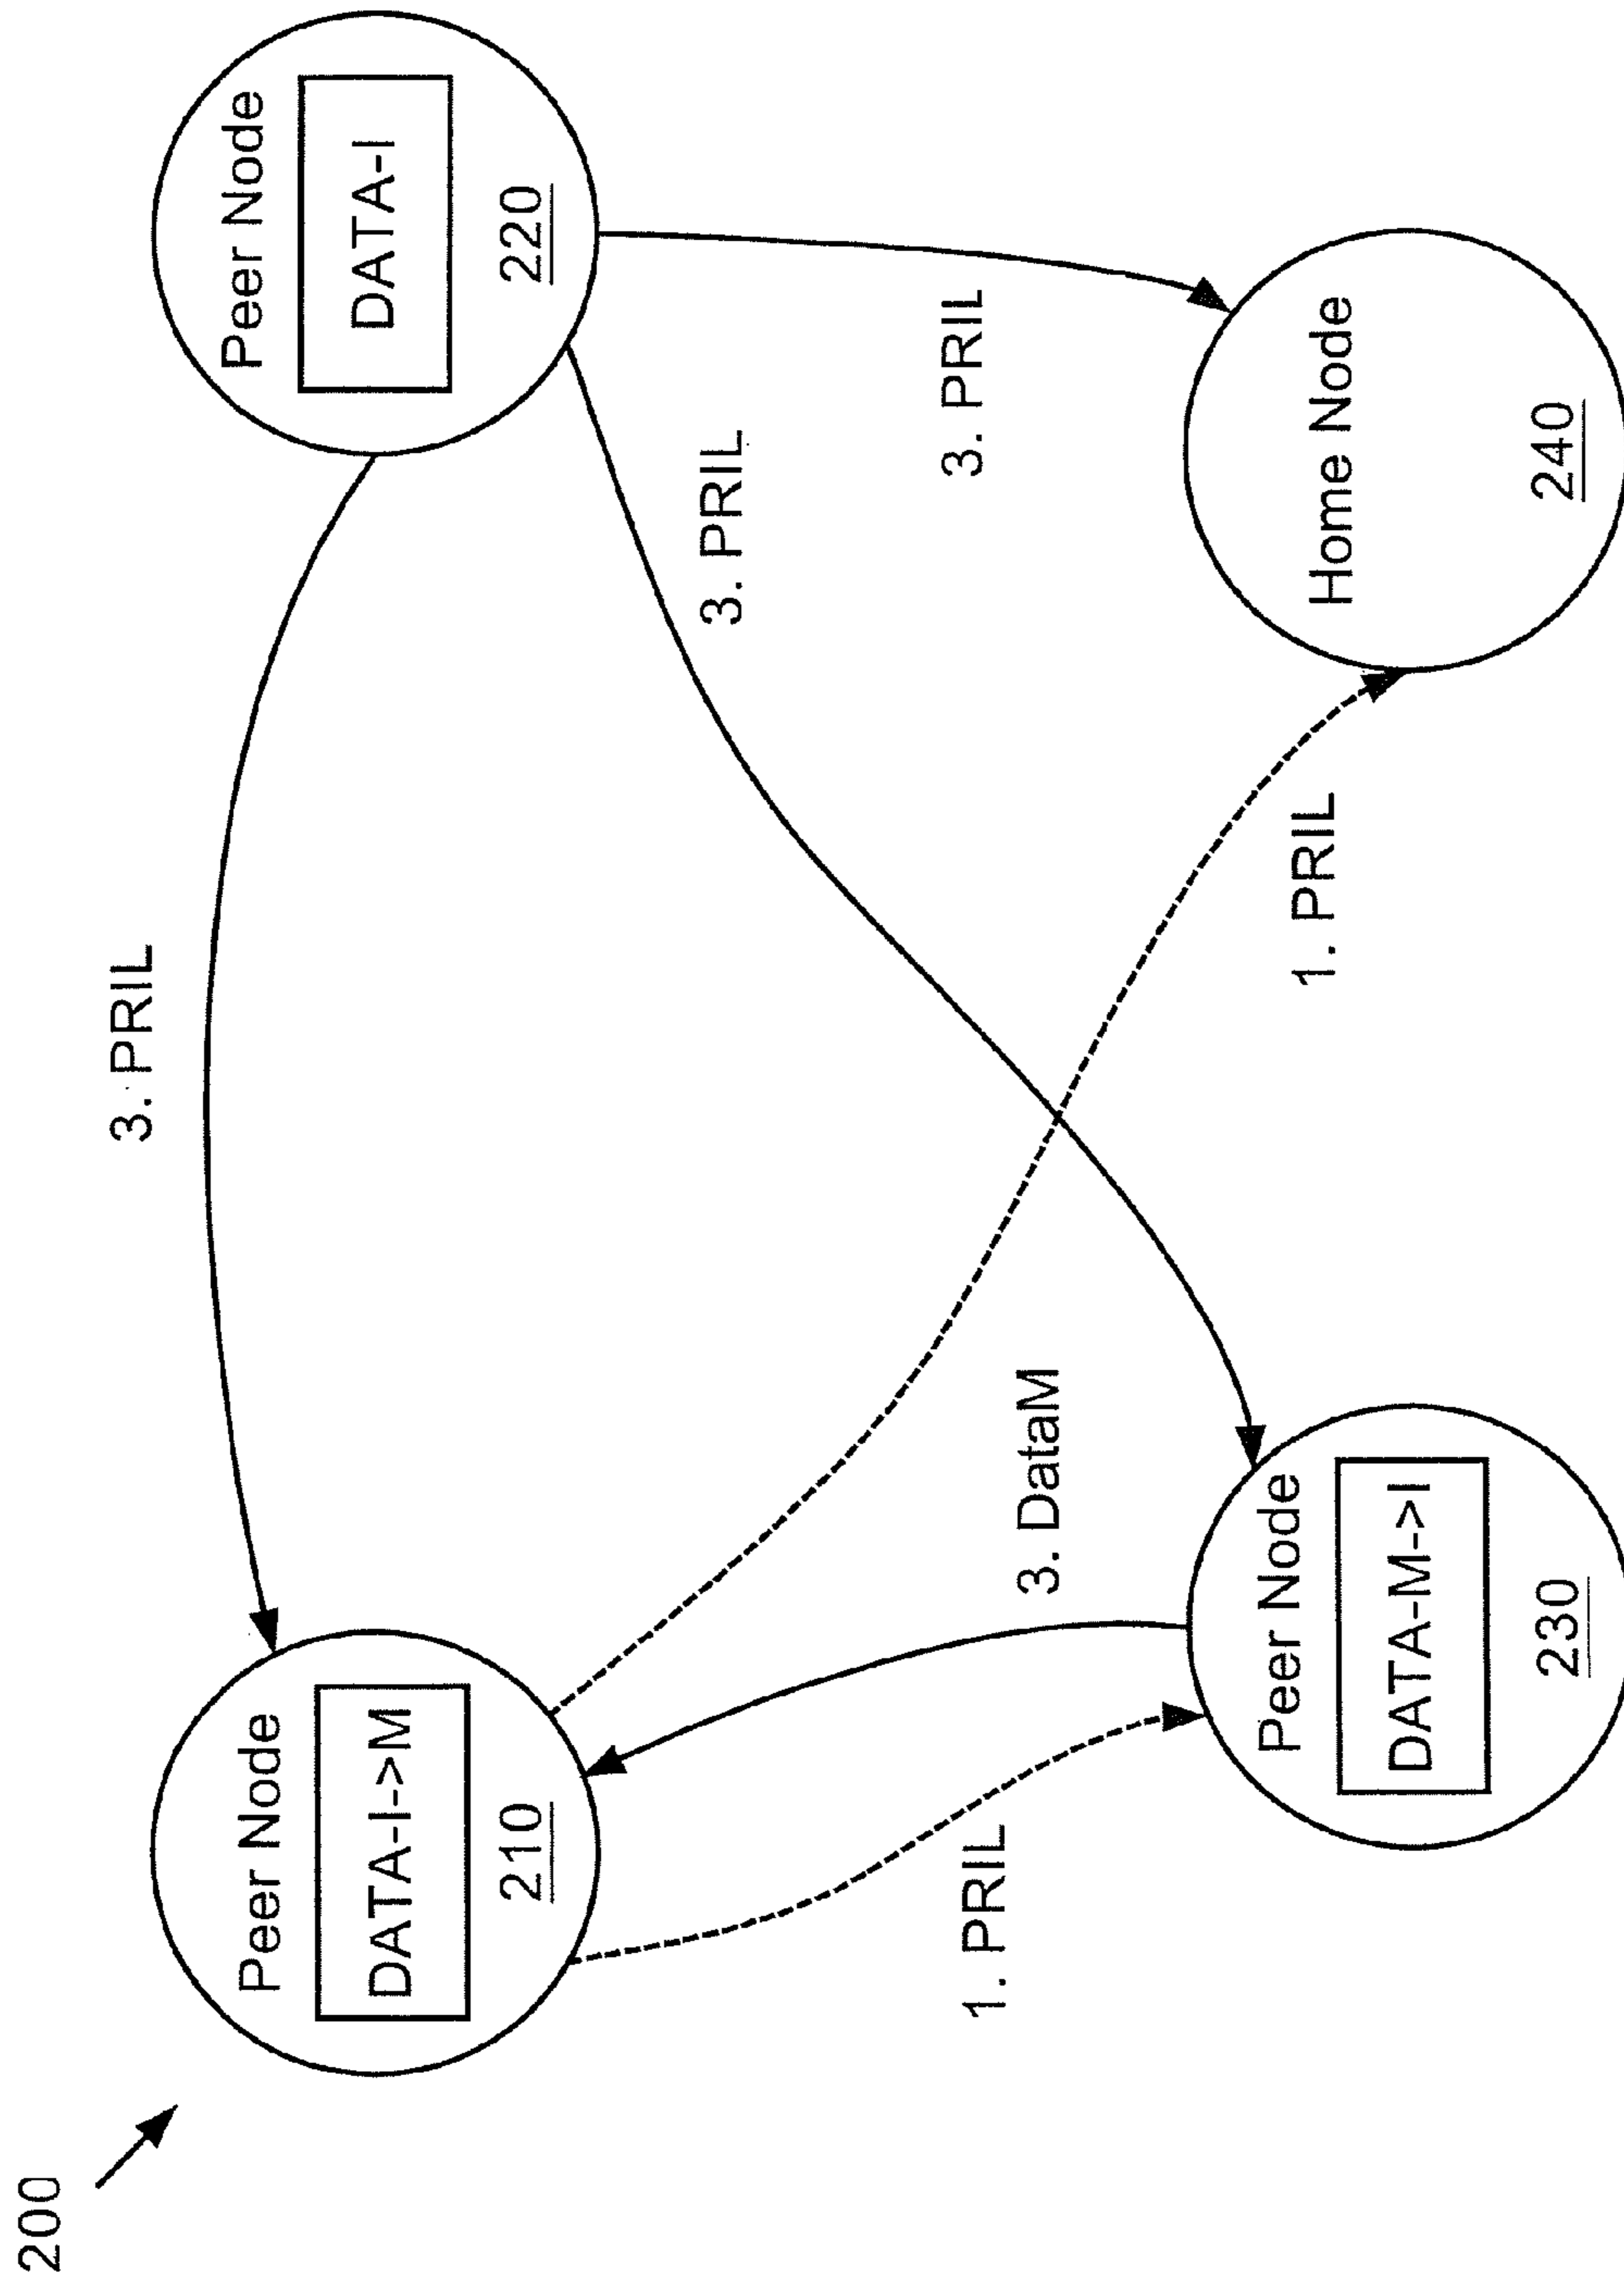 200
Peer Node
DATA-I->M
210
3. PRIL
Peer Node
DATA-I
220
1. PRIL
3. DataM
3. PRIL
3. PRIL
1. PRIL
Peer Node
DATA-M->I
230
Home Node
240